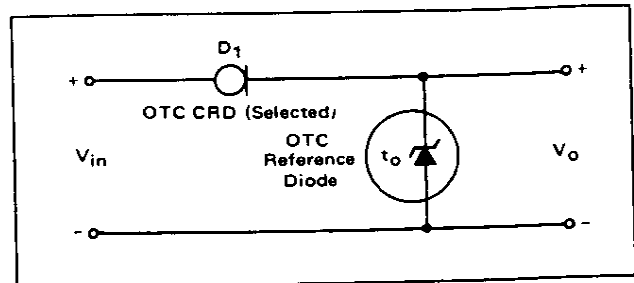 D1
+
+
OTC CRD (Selected)
OTC
Reference
Diode
to
Vin
Vo
-
-